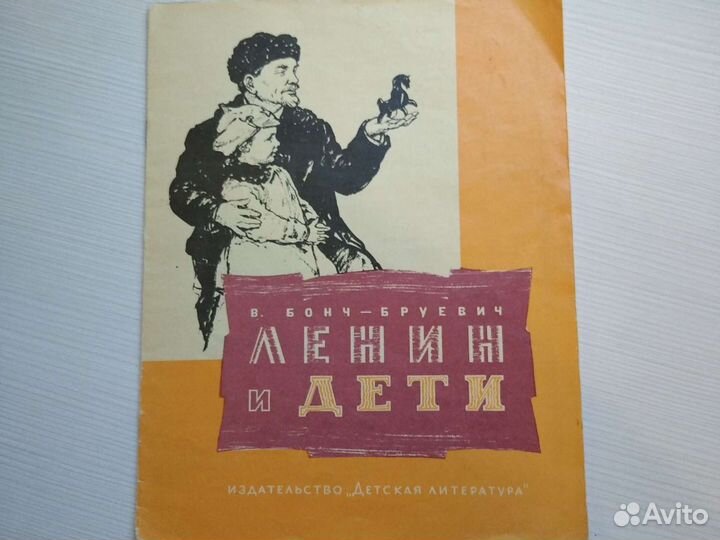 В. БОНЧ-БРУЕВИЧ
ЛЕНИН
И ДЕТИ
ИЗДАТЕЛЬСТВО „ДЕТСКАЯ ЛИТЕРАТУРА"
Avito